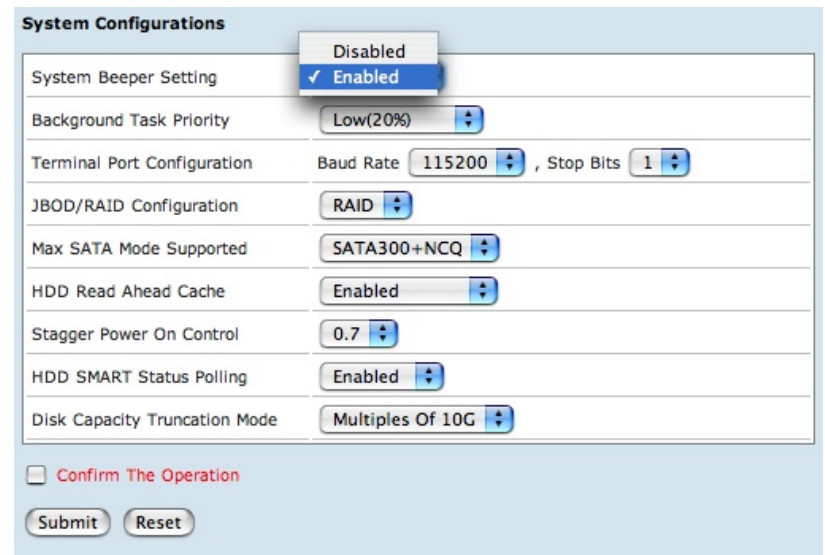 System Configurations
Disabled
System Beeper Setting ✓ Enabled
Background Task Priority Low(20%)
Terminal Port Configuration Baud Rate 115200 , Stop Bits 1
JBOD/RAID Configuration RAID
Max SATA Mode Supported SATA300+NCQ
HDD Read Ahead Cache Enabled
Stagger Power On Control 0.7
HDD SMART Status Polling Enabled
Disk Capacity Truncation Mode Multiples Of 10G
Confirm The Operation
Submit Reset